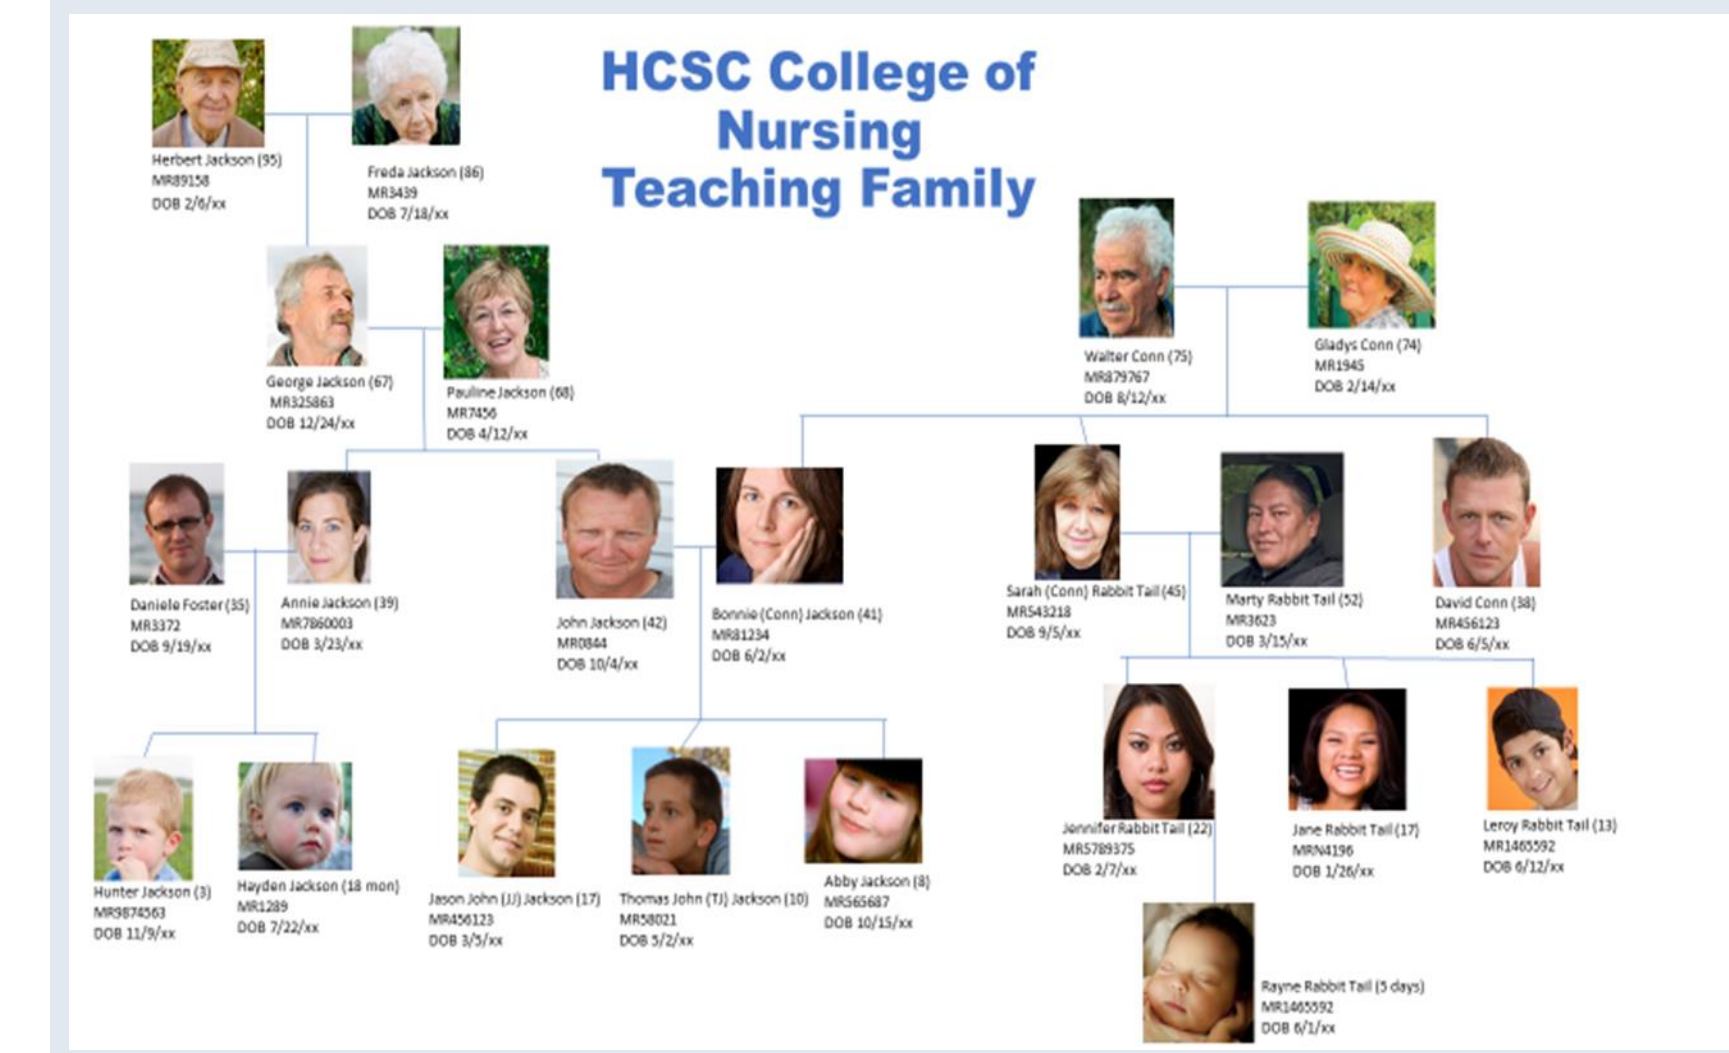 HCSC College of
Nursing
Teaching Family
Herbert Jackson (95)
MR89158
DOB 2/6/xx
Freda Jackson (86)
MR3439
DOB 7/18/xx
George Jackson (67)
MR325863
DOB 12/24/xx
Pauline Jackson (68)
MR7456
DOB 4/12/xx
Walter Conn (75)
MR879767
DOB 8/12/xx
Gladys Conn (74)
MR1945
DOB 2/14/xx
Daniele Foster (35)
MR3372
DOB 9/19/xx
Annie Jackson (39)
MR7860003
DOB 3/23/xx
John Jackson (42)
MR0844
DOB 10/4/xx
Bonnie (Conn) Jackson (41)
MR81234
DOB 6/2/xx
Sarah (Conn) Rabbit Tail (45)
MR543218
DOB 9/5/xx
Marty Rabbit Tail (52)
MR3623
DOB 3/15/xx
David Conn (38)
MR456123
DOB 6/5/xx
Hunter Jackson (3)
MR9874563
DOB 11/9/xx
Hayden Jackson (18 mon)
MR1289
DOB 7/22/xx
Jason John (JJ) Jackson (17)
MR456123
DOB 3/5/xx
Thomas John (TJ) Jackson (10)
MR58021
DOB 5/2/xx
Abby Jackson (8)
MR565687
DOB 10/15/xx
Jennifer Rabbit Tail (22)
MR5789375
DOB 2/7/xx
Jane Rabbit Tail (17)
MRN4196
DOB 1/26/xx
Leroy Rabbit Tail (13)
MR1465592
DOB 6/12/xx
Rayne Rabbit Tail (5 days)
MR1465592
DOB 6/1/xx